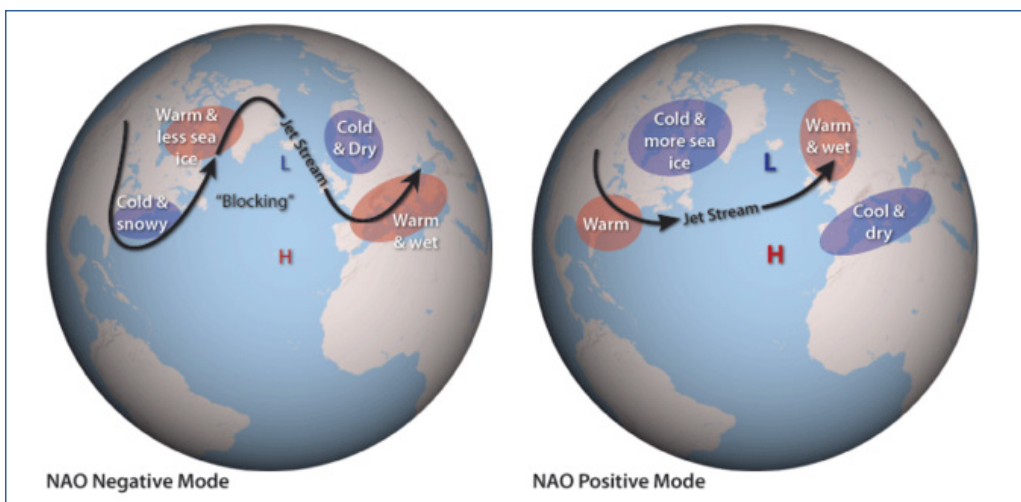 Warm &
less sea
ice
Cold &
snowy
Jet Stream
L
Cold
& Dry
"Blocking"
Warm
& wet
H
NAO Negative Mode
Cold &
more sea
ice
Warm
& wet
L
Warm
Jet Stream
Cool &
dry
H
NAO Positive Mode